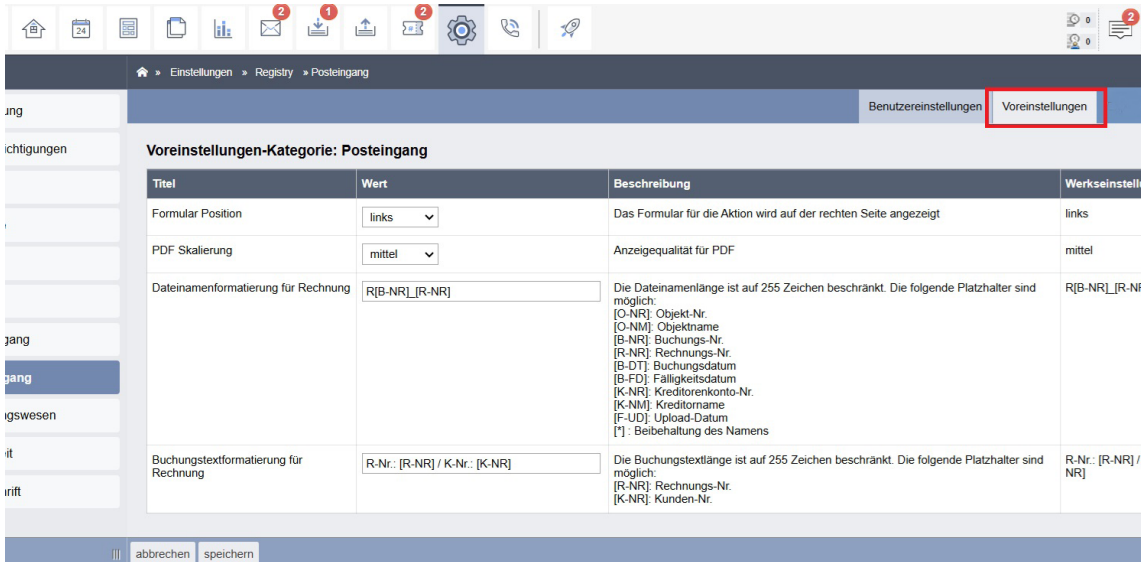 24
2
1
2
#
0
0
2
» Einstellungen » Registry » Posteingang
Benutzereinstellungen
Voreinstellungen
ung
ichtigungen
gang
gang
gswesen
eit
hrift
Voreinstellungen-Kategorie: Posteingang
Titel
Wert
Beschreibung
Werkseinstellu
Formular Position
links
Das Formular für die Aktion wird auf der rechten Seite angezeigt
links
PDF Skalierung
mittel
Anzeigequalität für PDF
mittel
Dateinamenformatierung für Rechnung
R[B-NR]_[R-NR]
Die Dateinamenlänge ist auf 255 Zeichen beschränkt. Die folgende Platzhalter sind
möglich:
[O-NR]: Objekt-Nr.
[O-NM]: Objektname
[B-NR]: Buchungs-Nr.
[R-NR]: Rechnungs-Nr.
[B-DT]: Buchungsdatum
[B-FD]: Fälligkeitsdatum
[K-NR]: Kreditorenkonto-Nr.
[K-NM]: Kreditorname
[F-UD]: Upload-Datum
[*] : Beibehaltung des Namens
R[B-NR]_[R-NR
Buchungstextformatierung für
Rechnung
R-Nr.: [R-NR] / K-Nr.: [K-NR]
Die Buchungstextlänge ist auf 255 Zeichen beschränkt. Die folgende Platzhalter sind
möglich:
[R-NR]: Rechnungs-Nr.
[K-NR]: Kunden-Nr.
R-Nr.: [R-NR] /
NR]
abbrechen
speichern